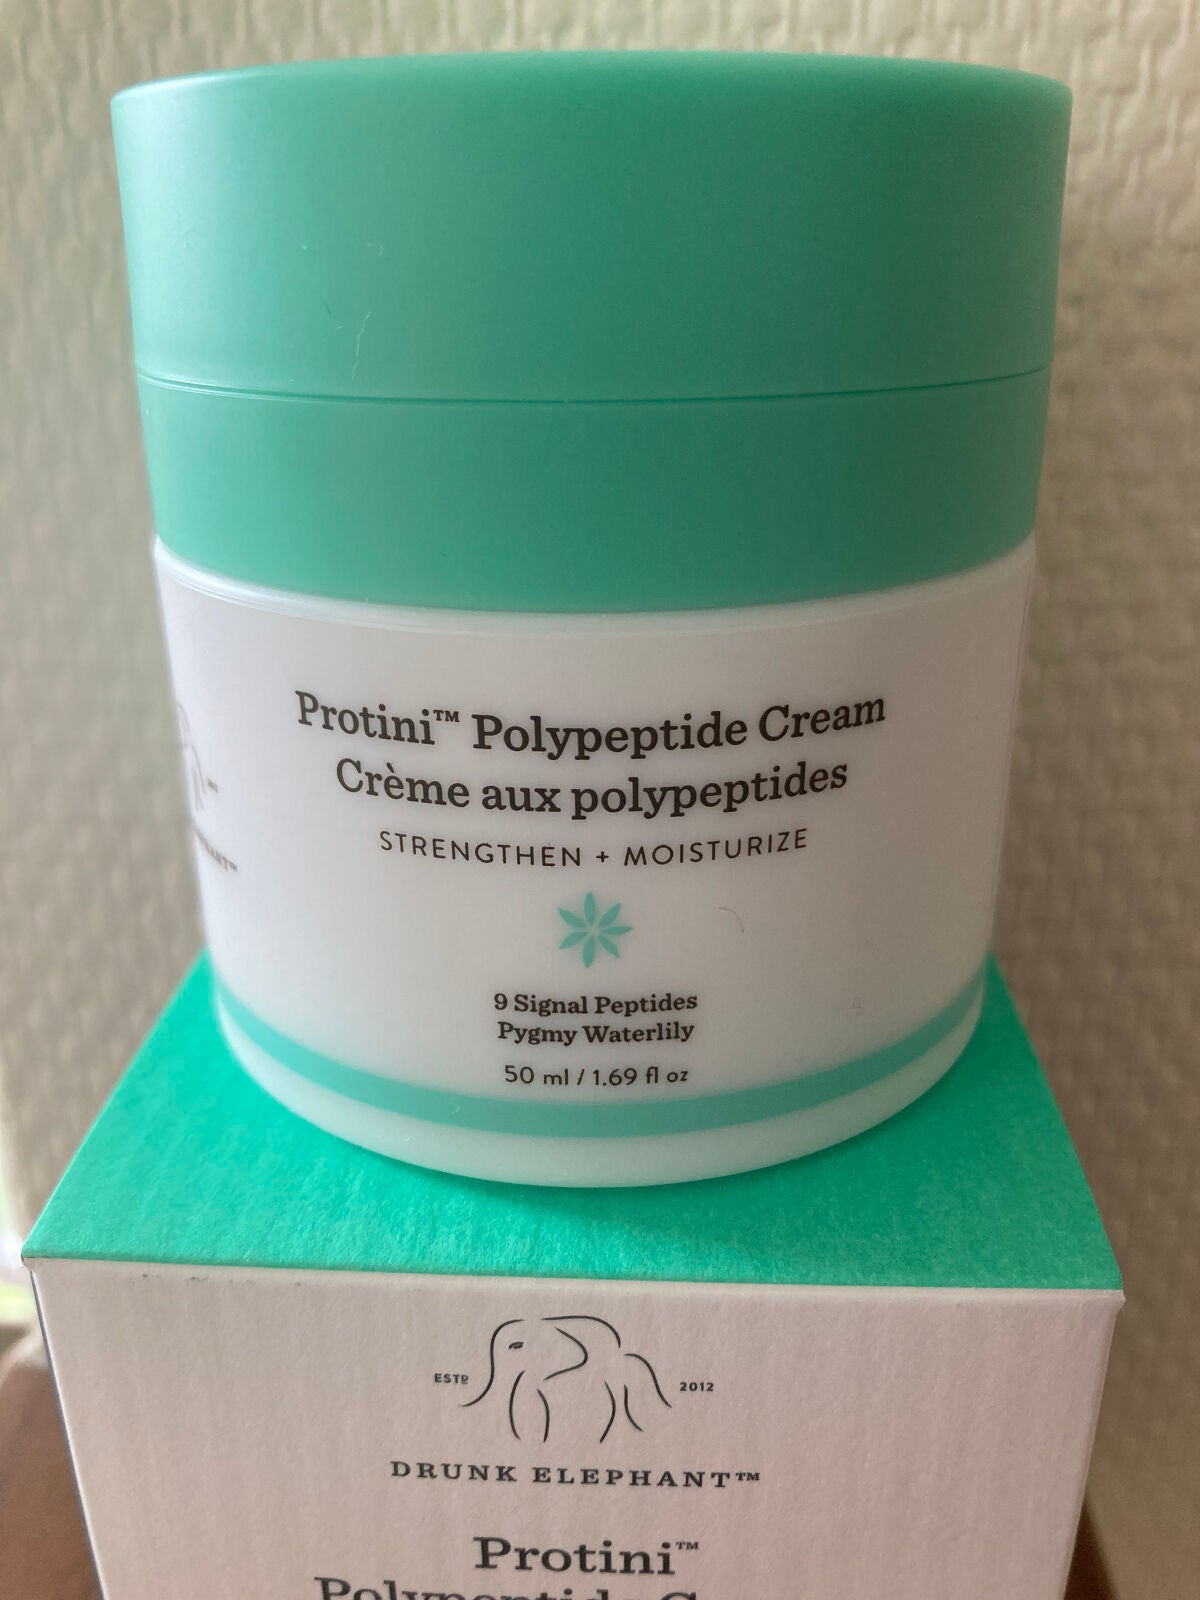 Protini™ Polypeptide Cream
Crème aux polypeptides
STRENGTHEN + MOISTURIZE
9 Signal Peptides
Pygmy Waterlily
50 ml / 1.69 fl oz
ESTD 2012
DRUNK ELEPHANT™
Protini™
Polypeptide